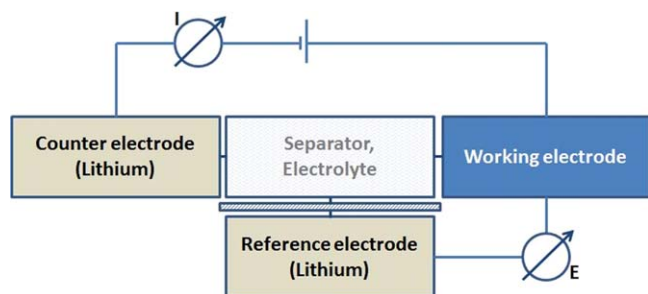 I
Counter electrode
(Lithium)
Separator,
Electrolyte
Working electrode
Reference electrode
(Lithium)
E